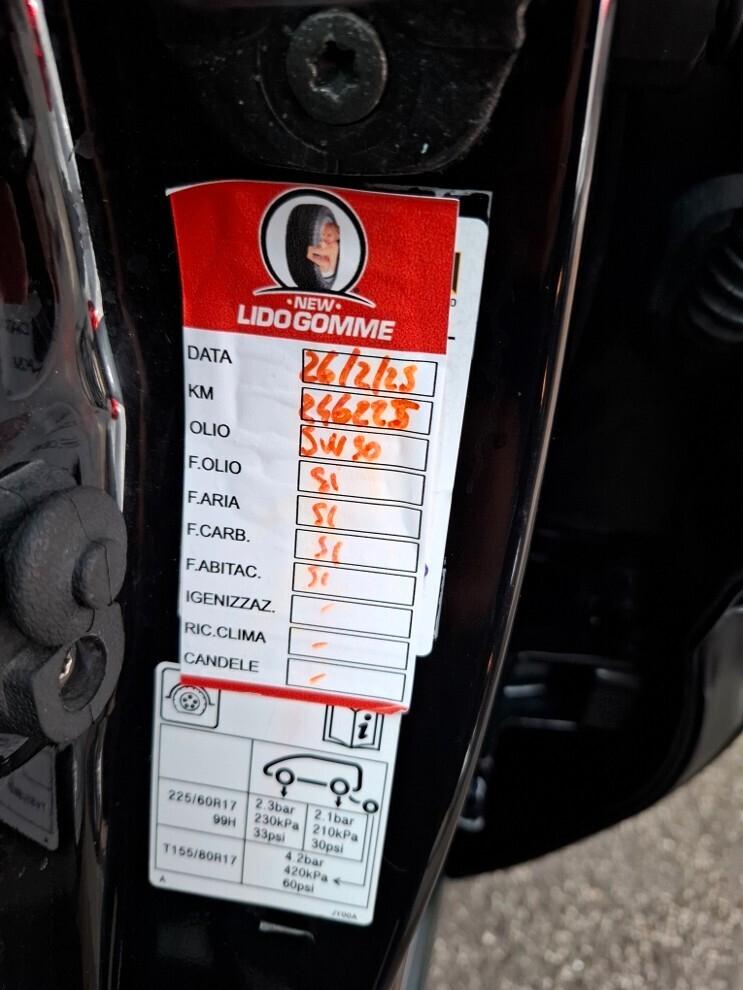 ·NEW·
LIDOGOMME
DATA 26/2/25
KM 246225
OLIO 5W30
F.OLIO SI
F.ARIA SI
F.CARB. SI
F.ABITAC. SI
IGENIZZAZ. -
RIC.CLIMA -
CANDELE -
i
225/60R17 99H 2.3bar 230kPa 33psi 2.1bar 210kPa 30psi
T155/80R17 4.2bar 420kPa 60psi
A JY00A